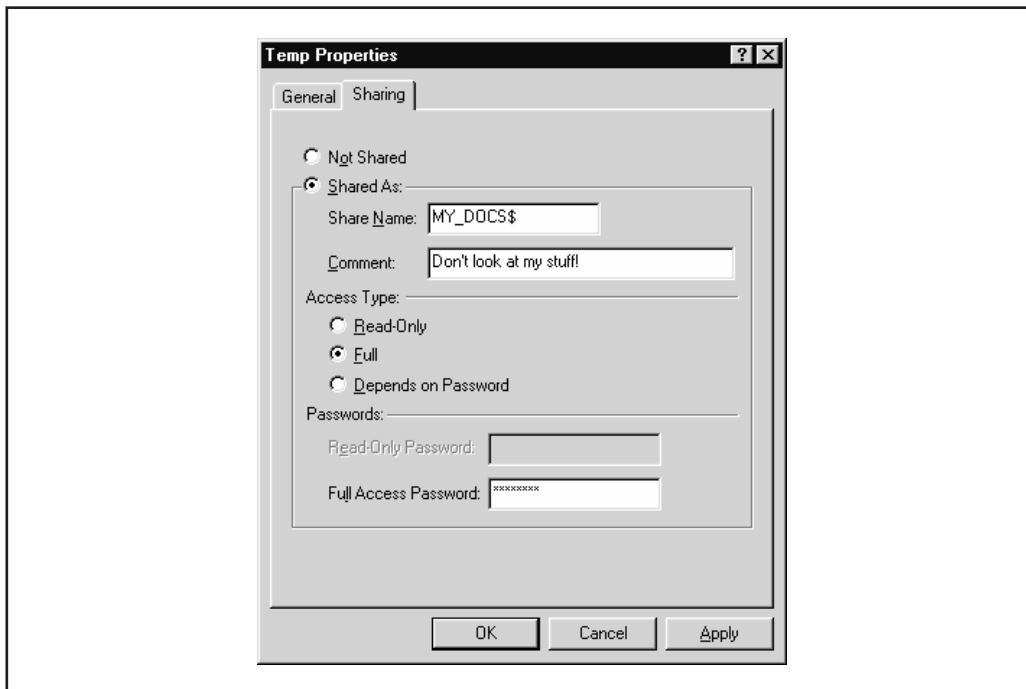 Temp Properties
General Sharing
Not Shared
Shared As:
Share Name: MY_DOCS$
Comment: Don't look at my stuff!
Access Type:
Read-Only
Full
Depends on Password
Passwords:
Read-Only Password:
Full Access Password: ********
OK Cancel Apply